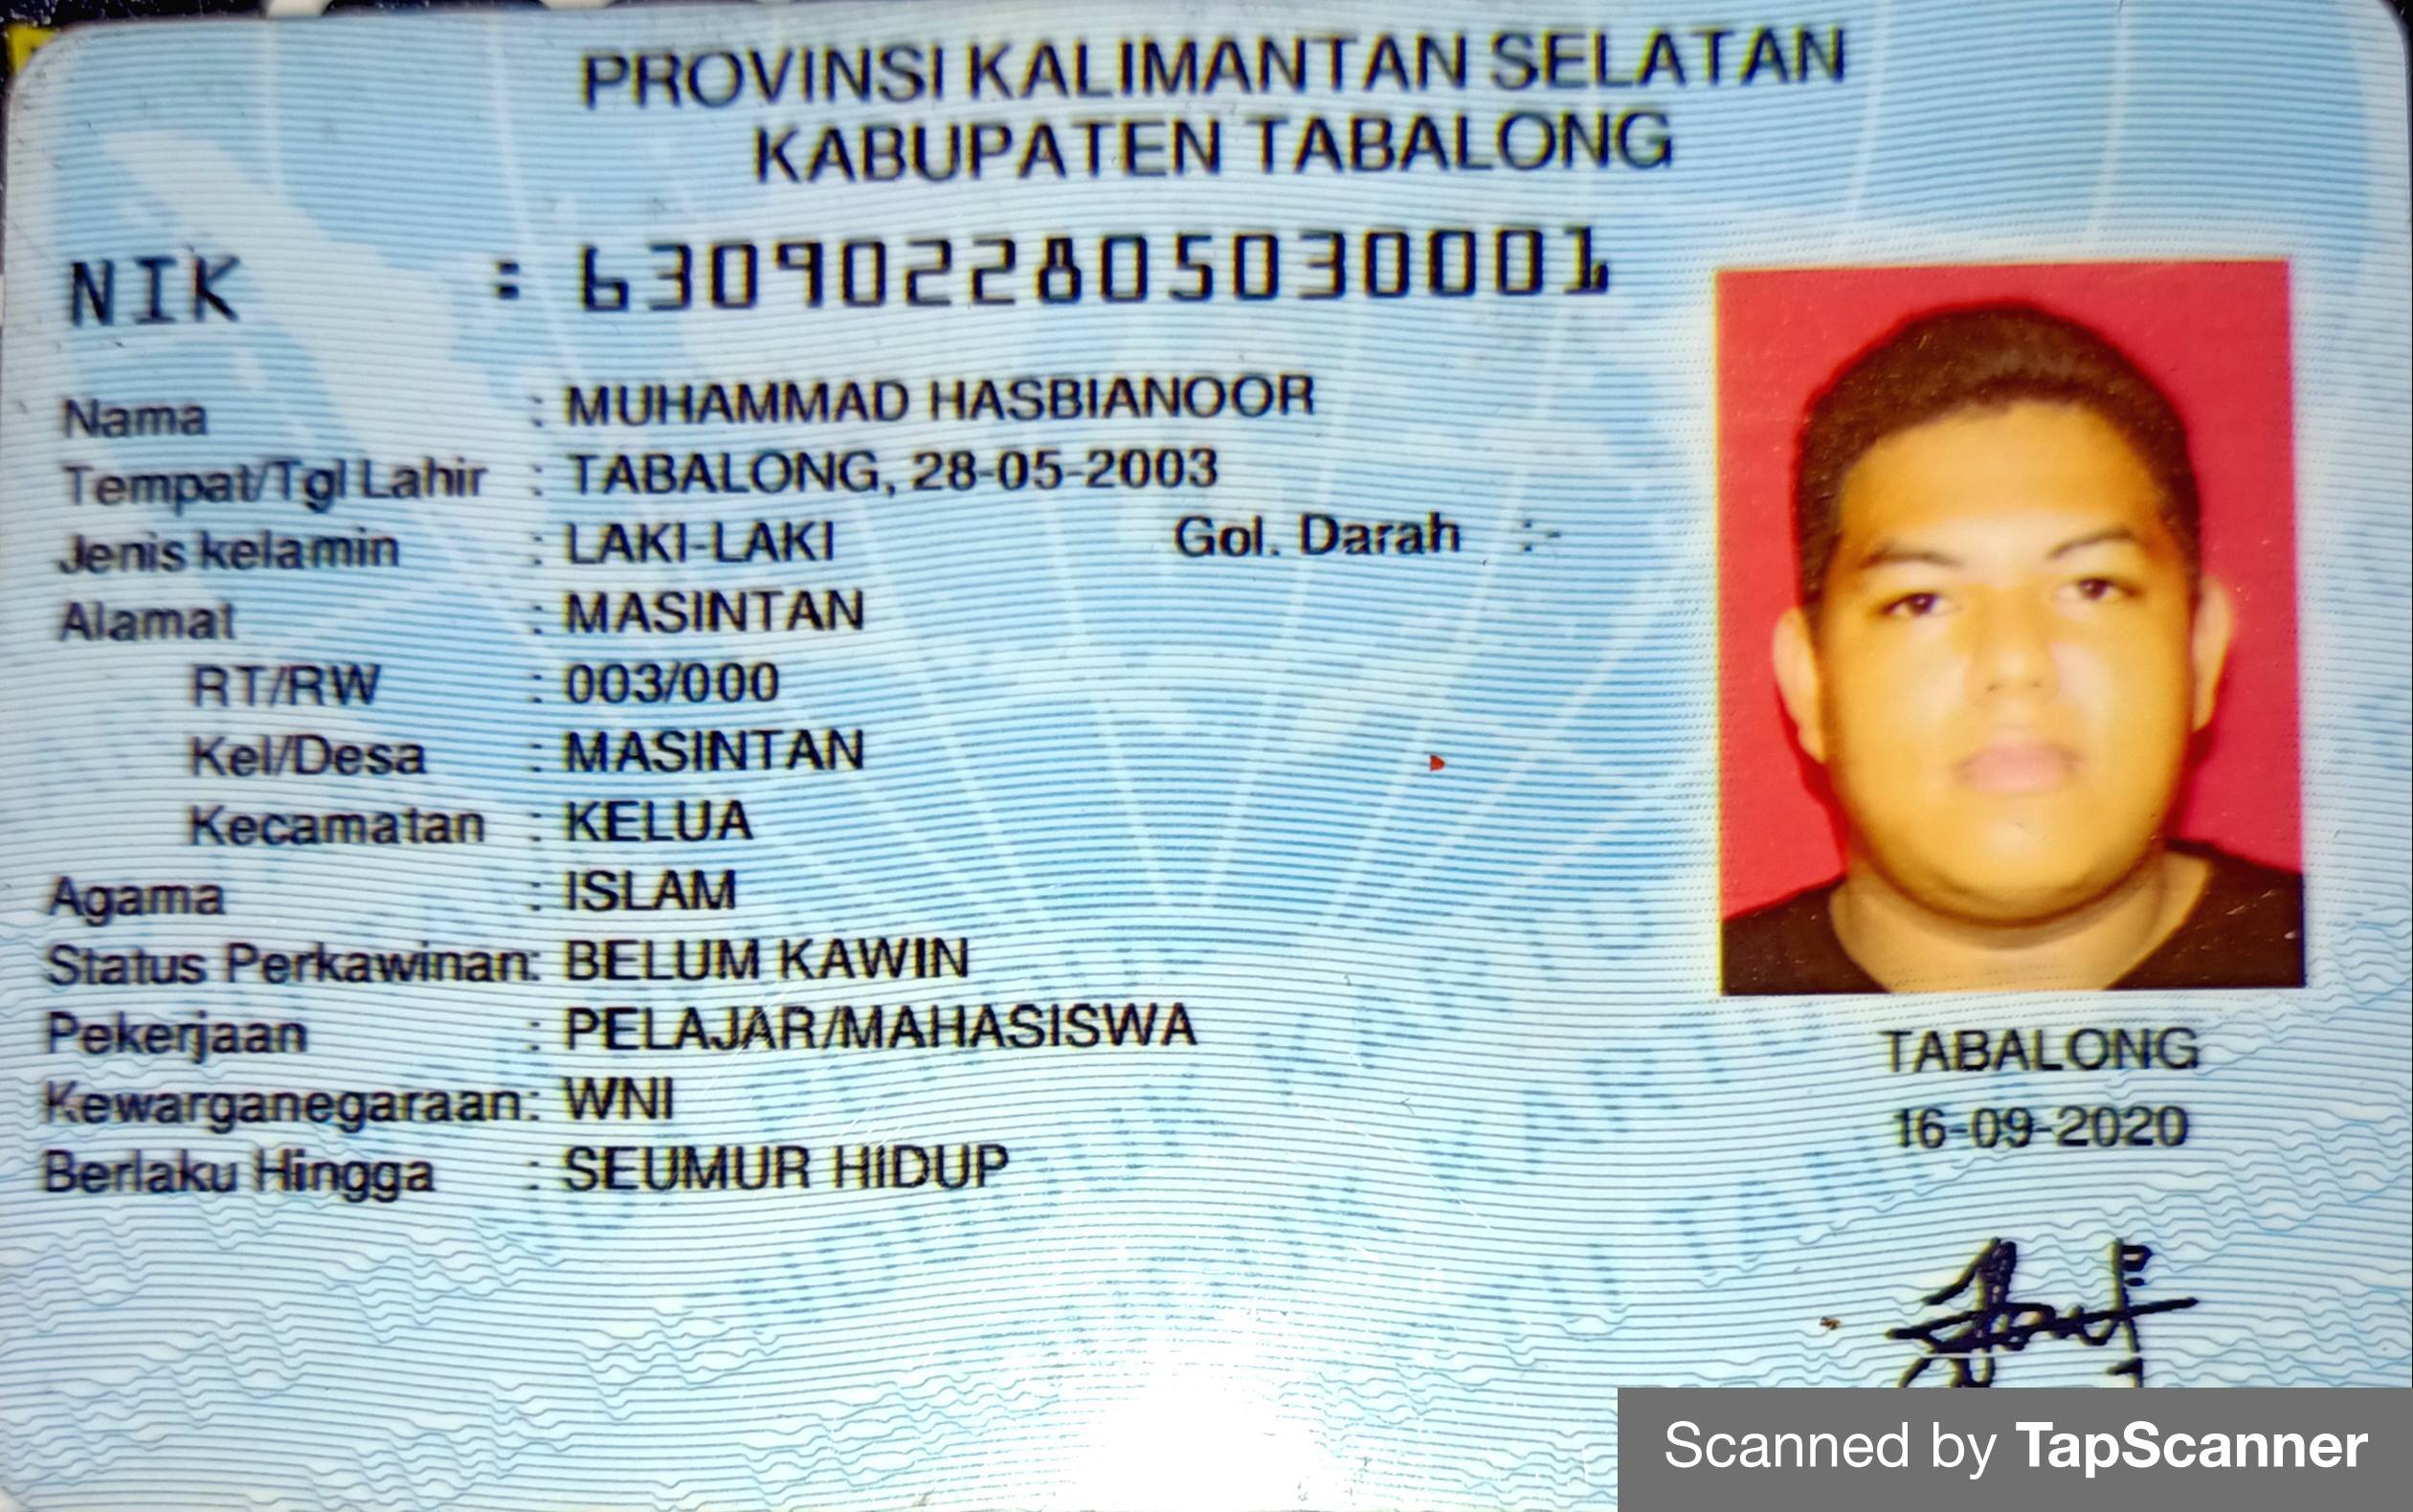 PROVINSI KALIMANTAN SELATAN
KABUPATEN TABALONG
NIK : 6309022805030001
Nama : MUHAMMAD HASBIANOOR
Tempat/Tgl Lahir : TABALONG, 28-05-2003
Jenis kelamin : LAKI-LAKI Gol. Darah :-
Alamat : MASINTAN
RT/RW : 003/000
Kel/Desa : MASINTAN
Kecamatan : KELUA
Agama : ISLAM
Status Perkawinan: BELUM KAWIN
Pekerjaan : PELAJAR/MAHASISWA
Kewarganegaraan: WNI
Berlaku Hingga : SEUMUR HIDUP
TABALONG
16-09-2020
Scanned by TapScanner